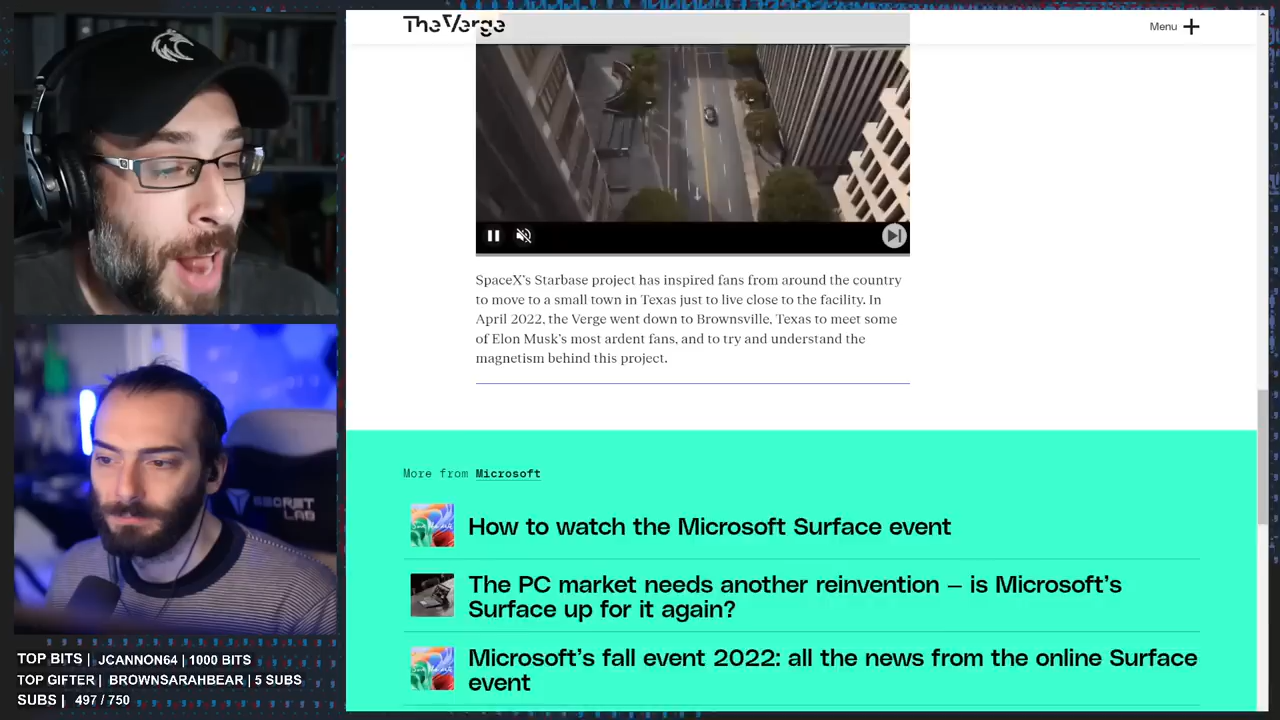 The Verge
Menu
SpaceX's Starbase project has inspired fans from around the country
to move to a small town in Texas just to live close to the facility. In
April 2022, the Verge went down to Brownsville, Texas to meet some
of Elon Musk's most ardent fans, and to try and understand the
magnetism behind this project.
More from Microsoft
How to watch the Microsoft Surface event
The PC market needs another reinvention — is Microsoft's
Surface up for it again?
Microsoft's fall event 2022: all the news from the online Surface
event
SECRET
LAB
TOP BITS | JCANNON64 | 1000 BITS
TOP GIFTER | BROWNSARAHBEAR | 5 SUBS
SUBS | 497 / 750